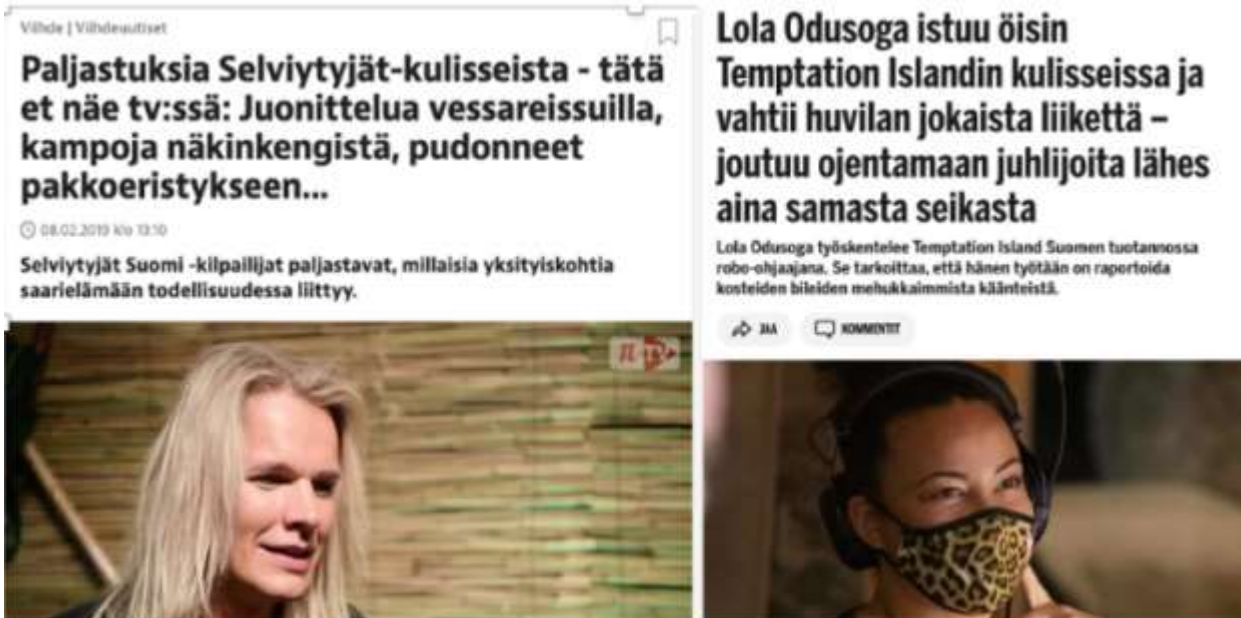 Viihde | Viihdeuutiset
Paljastuksia Selviytyjät-kulisseista - tätä
et näe tv:ssä: Juonittelua vessareissuilla,
kampoja näkinkengistä, pudonneet
pakkoeristykseen...
08.02.2019 klo 13:10
Selviytyjät Suomi -kilpailijat paljastavat, millaisia yksityiskohtia
saarielämään todellisuudessa liittyy.
Lola Odusoga istuu öisin
Temptation Islandin kulisseissa ja
vahtii huvilan jokaista liikettä –
joutuu ojentamaan juhlijoita lähes
aina samasta seikasta
Lola Odusoga työskentelee Temptation Island Suomen tuotannossa
robo-ohjaajana. Se tarkoittaa, että hänen työtään on raportoida
kosteiden bileiden mehukkaimmista käänteistä.
JAA
KOMMENTIT